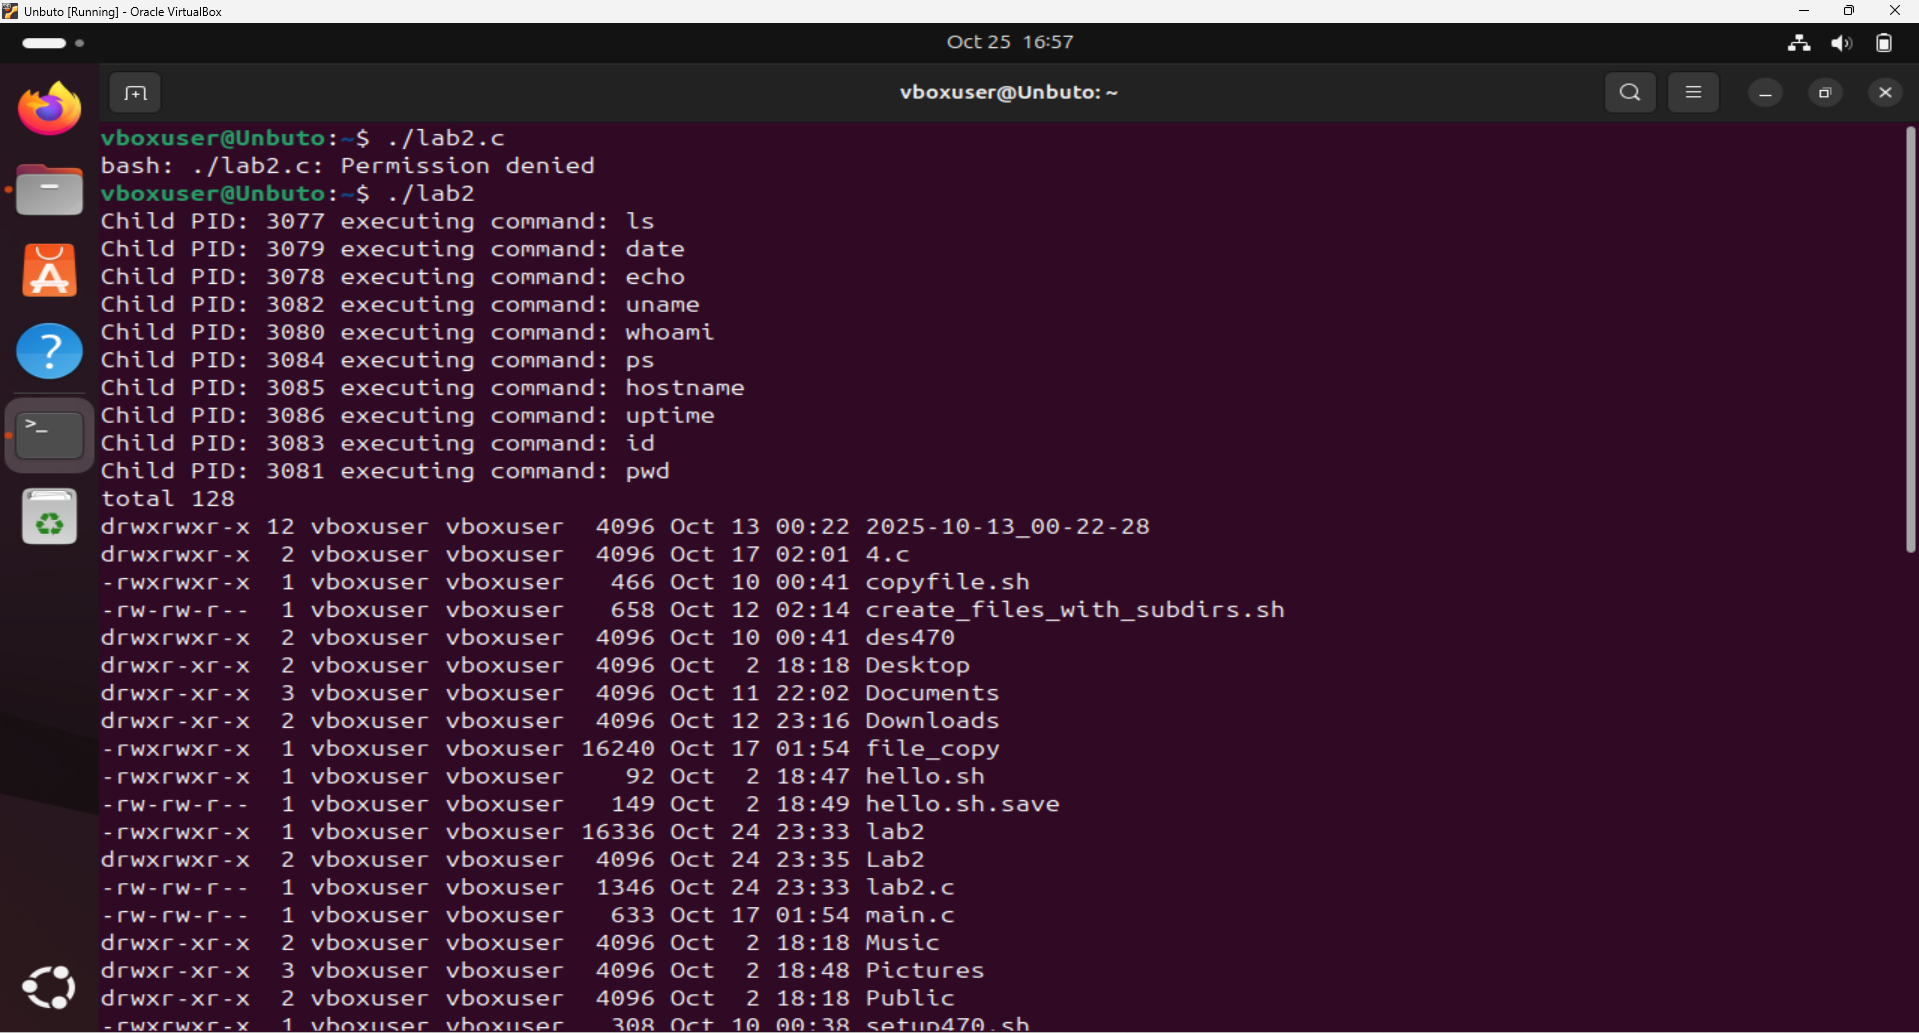 Unbuto [Running] - Oracle VirtualBox
Oct 25 16:57
vboxuser@Unbuto: ~
vboxuser@Unbuto:~$ ./lab2.c
bash: ./lab2.c: Permission denied
vboxuser@Unbuto:~$ ./lab2
Child PID: 3077 executing command: ls
Child PID: 3079 executing command: date
Child PID: 3078 executing command: echo
Child PID: 3082 executing command: uname
Child PID: 3080 executing command: whoami
Child PID: 3084 executing command: ps
Child PID: 3085 executing command: hostname
Child PID: 3086 executing command: uptime
Child PID: 3083 executing command: id
Child PID: 3081 executing command: pwd
total 128
drwxrwxr-x 12 vboxuser vboxuser  4096 Oct 13 00:22 2025-10-13_00-22-28
drwxrwxr-x  2 vboxuser vboxuser  4096 Oct 17 02:01 4.c
-rwxrwxr-x  1 vboxuser vboxuser   466 Oct 10 00:41 copyfile.sh
-rw-rw-r--  1 vboxuser vboxuser   658 Oct 12 02:14 create_files_with_subdirs.sh
drwxrwxr-x  2 vboxuser vboxuser  4096 Oct 10 00:41 des470
drwxr-xr-x  2 vboxuser vboxuser  4096 Oct  2 18:18 Desktop
drwxr-xr-x  3 vboxuser vboxuser  4096 Oct 11 22:02 Documents
drwxr-xr-x  2 vboxuser vboxuser  4096 Oct 12 23:16 Downloads
-rwxrwxr-x  1 vboxuser vboxuser 16240 Oct 17 01:54 file_copy
-rwxrwxr-x  1 vboxuser vboxuser    92 Oct  2 18:47 hello.sh
-rw-rw-r--  1 vboxuser vboxuser   149 Oct  2 18:49 hello.sh.save
-rwxrwxr-x  1 vboxuser vboxuser 16336 Oct 24 23:33 lab2
drwxrwxr-x  2 vboxuser vboxuser  4096 Oct 24 23:35 Lab2
-rw-rw-r--  1 vboxuser vboxuser  1346 Oct 24 23:33 lab2.c
-rw-rw-r--  1 vboxuser vboxuser   633 Oct 17 01:54 main.c
drwxr-xr-x  2 vboxuser vboxuser  4096 Oct  2 18:18 Music
drwxr-xr-x  3 vboxuser vboxuser  4096 Oct  2 18:48 Pictures
drwxr-xr-x  2 vboxuser vboxuser  4096 Oct  2 18:18 Public
-rwxrwxr-x  1 vboxuser vboxuser   308 Oct 10 00:38 setup470.sh